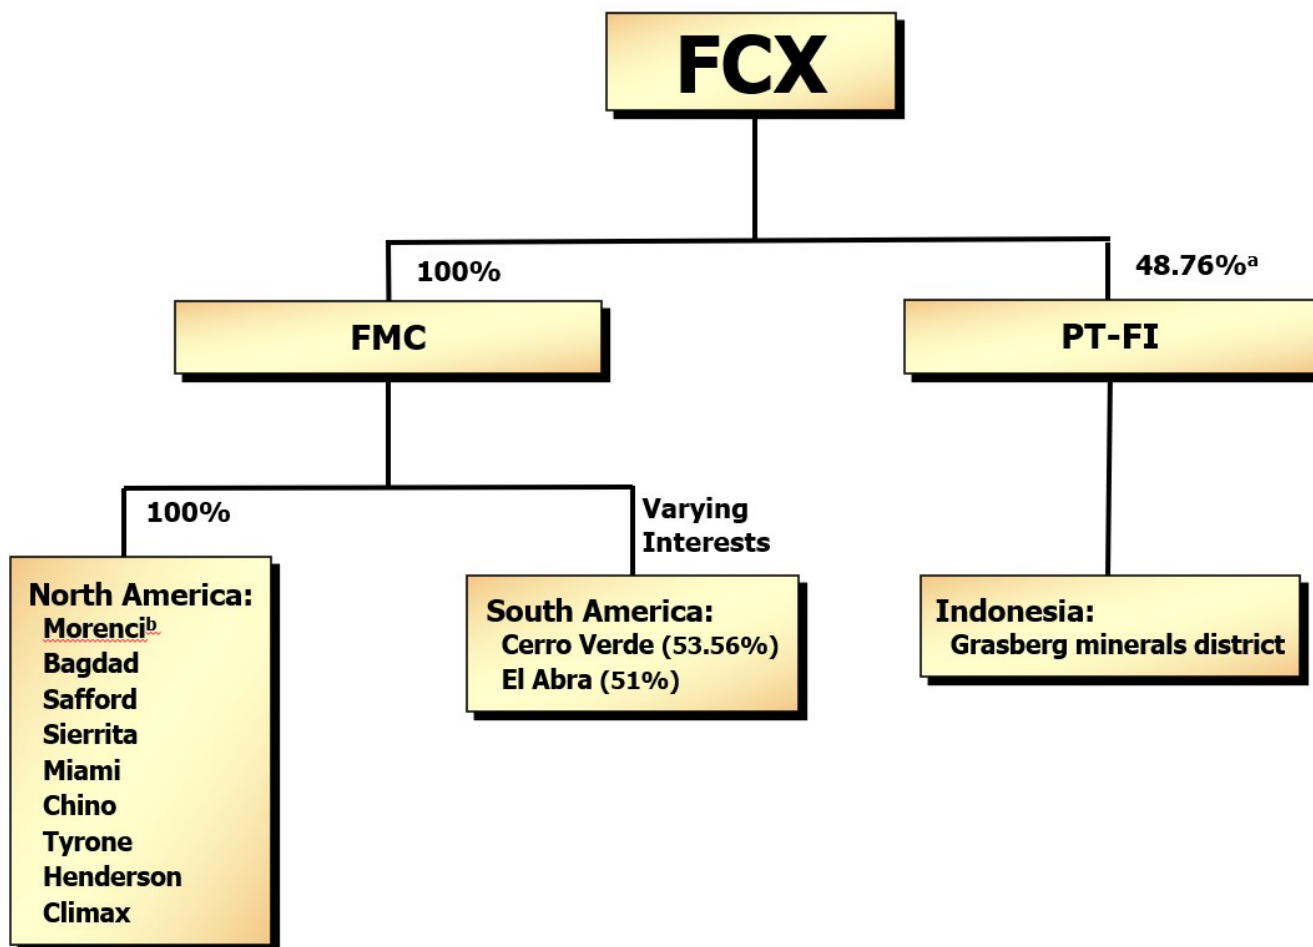 FCX
100%
48.76%ᵃ
FMC
PT-FI
100%
Varying
Interests
North America:
Morenciᵇ
Bagdad
Safford
Sierrita
Miami
Chino
Tyrone
Henderson
Climax
South America:
Cerro Verde (53.56%)
El Abra (51%)
Indonesia:
Grasberg minerals district